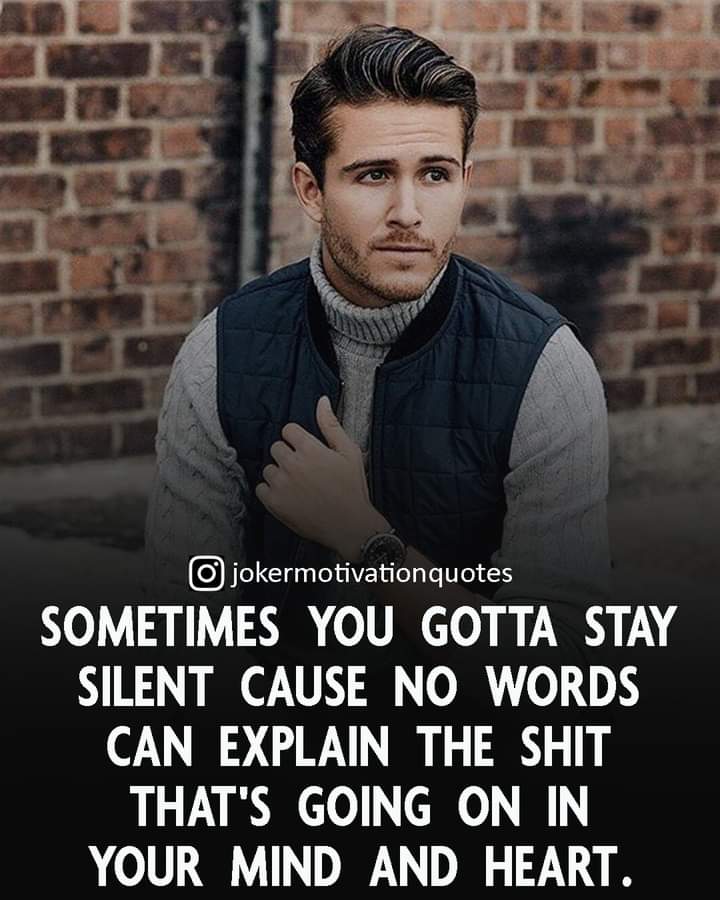 jokermotivationquotes
SOMETIMES YOU GOTTA STAY
SILENT CAUSE NO WORDS
CAN EXPLAIN THE SHIT
THAT'S GOING ON IN
YOUR MIND AND HEART.